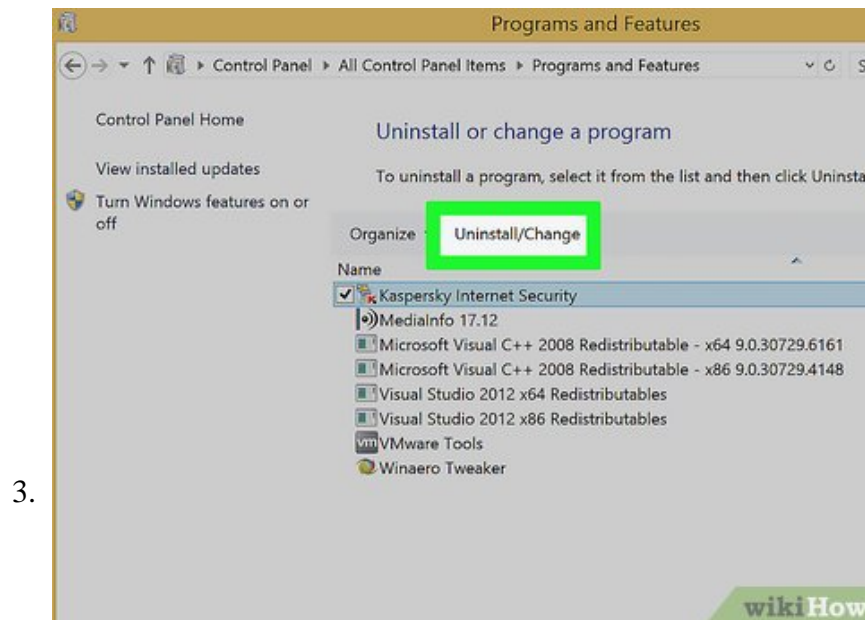 Programs and Features
Control Panel All Control Panel Items Programs and Features
Control Panel Home
Uninstall or change a program
View installed updates
To uninstall a program, select it from the list and then click
Turn Windows features on or
off
Organize Uninstall/Change
Name
Kaspersky Internet Security
MediaInfo 17.12
Microsoft Visual C++ 2008 Redistributable - x64 9.0.30729.6161
Microsoft Visual C++ 2008 Redistributable - x86 9.0.30729.4148
Visual Studio 2012 x64 Redistributables
Visual Studio 2012 x86 Redistributables
vm VMware Tools
Winaero Tweaker
3.
wikiHow